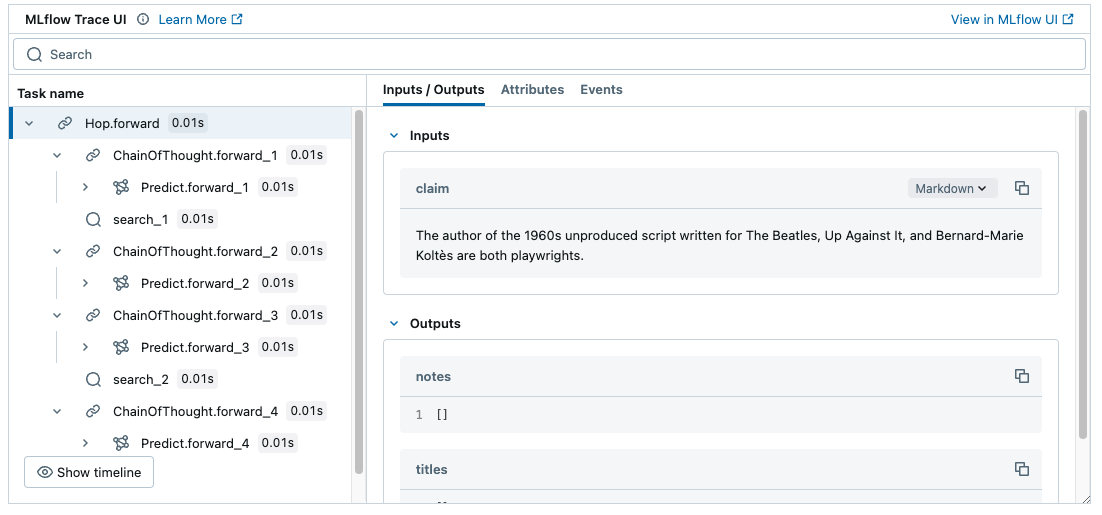 MLflow Trace UI Learn More View in MLflow UI
Search
Task name
Hop.forward 0.01s
ChainOfThought.forward_1 0.01s
Predict.forward_1 0.01s
search_1 0.01s
ChainOfThought.forward_2 0.01s
Predict.forward_2 0.01s
ChainOfThought.forward_3 0.01s
Predict.forward_3 0.01s
search_2 0.01s
ChainOfThought.forward_4 0.01s
Predict.forward_4 0.01s
Show timeline
Inputs / Outputs Attributes Events
Inputs
claim Markdown
The author of the 1960s unproduced script written for The Beatles, Up Against It, and Bernard-Marie
Koltès are both playwrights.
Outputs
notes
1 []
titles